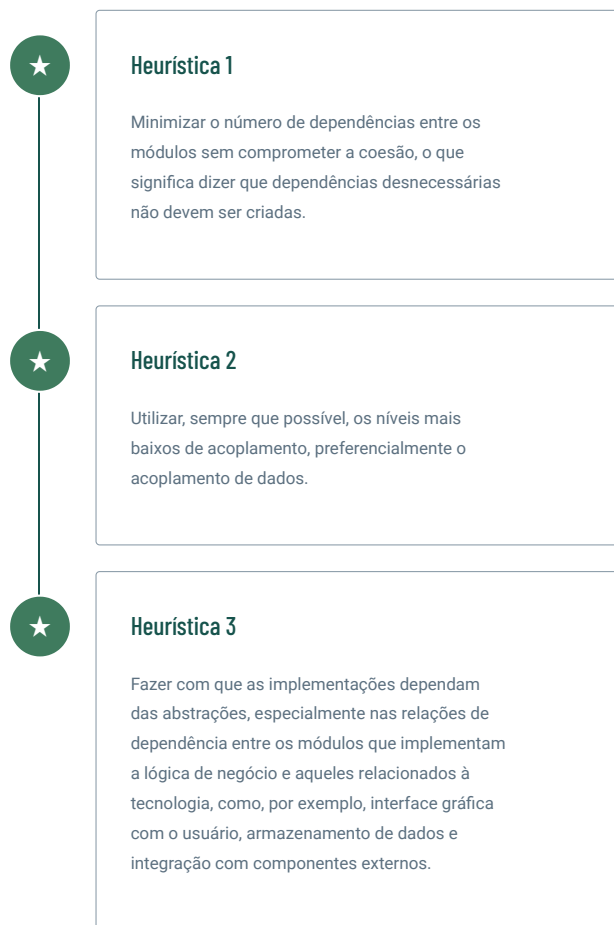 Heurística 1
Minimizar o número de dependências entre os
módulos sem comprometer a coesão, o que
significa dizer que dependências desnecessárias
não devem ser criadas.
Heurística 2
Utilizar, sempre que possível, os níveis mais
baixos de acoplamento, preferencialmente o
acoplamento de dados.
Heurística 3
Fazer com que as implementações dependam
das abstrações, especialmente nas relações de
dependência entre os módulos que implementam
a lógica de negócio e aqueles relacionados à
tecnologia, como, por exemplo, interface gráfica
com o usuário, armazenamento de dados e
integração com componentes externos.